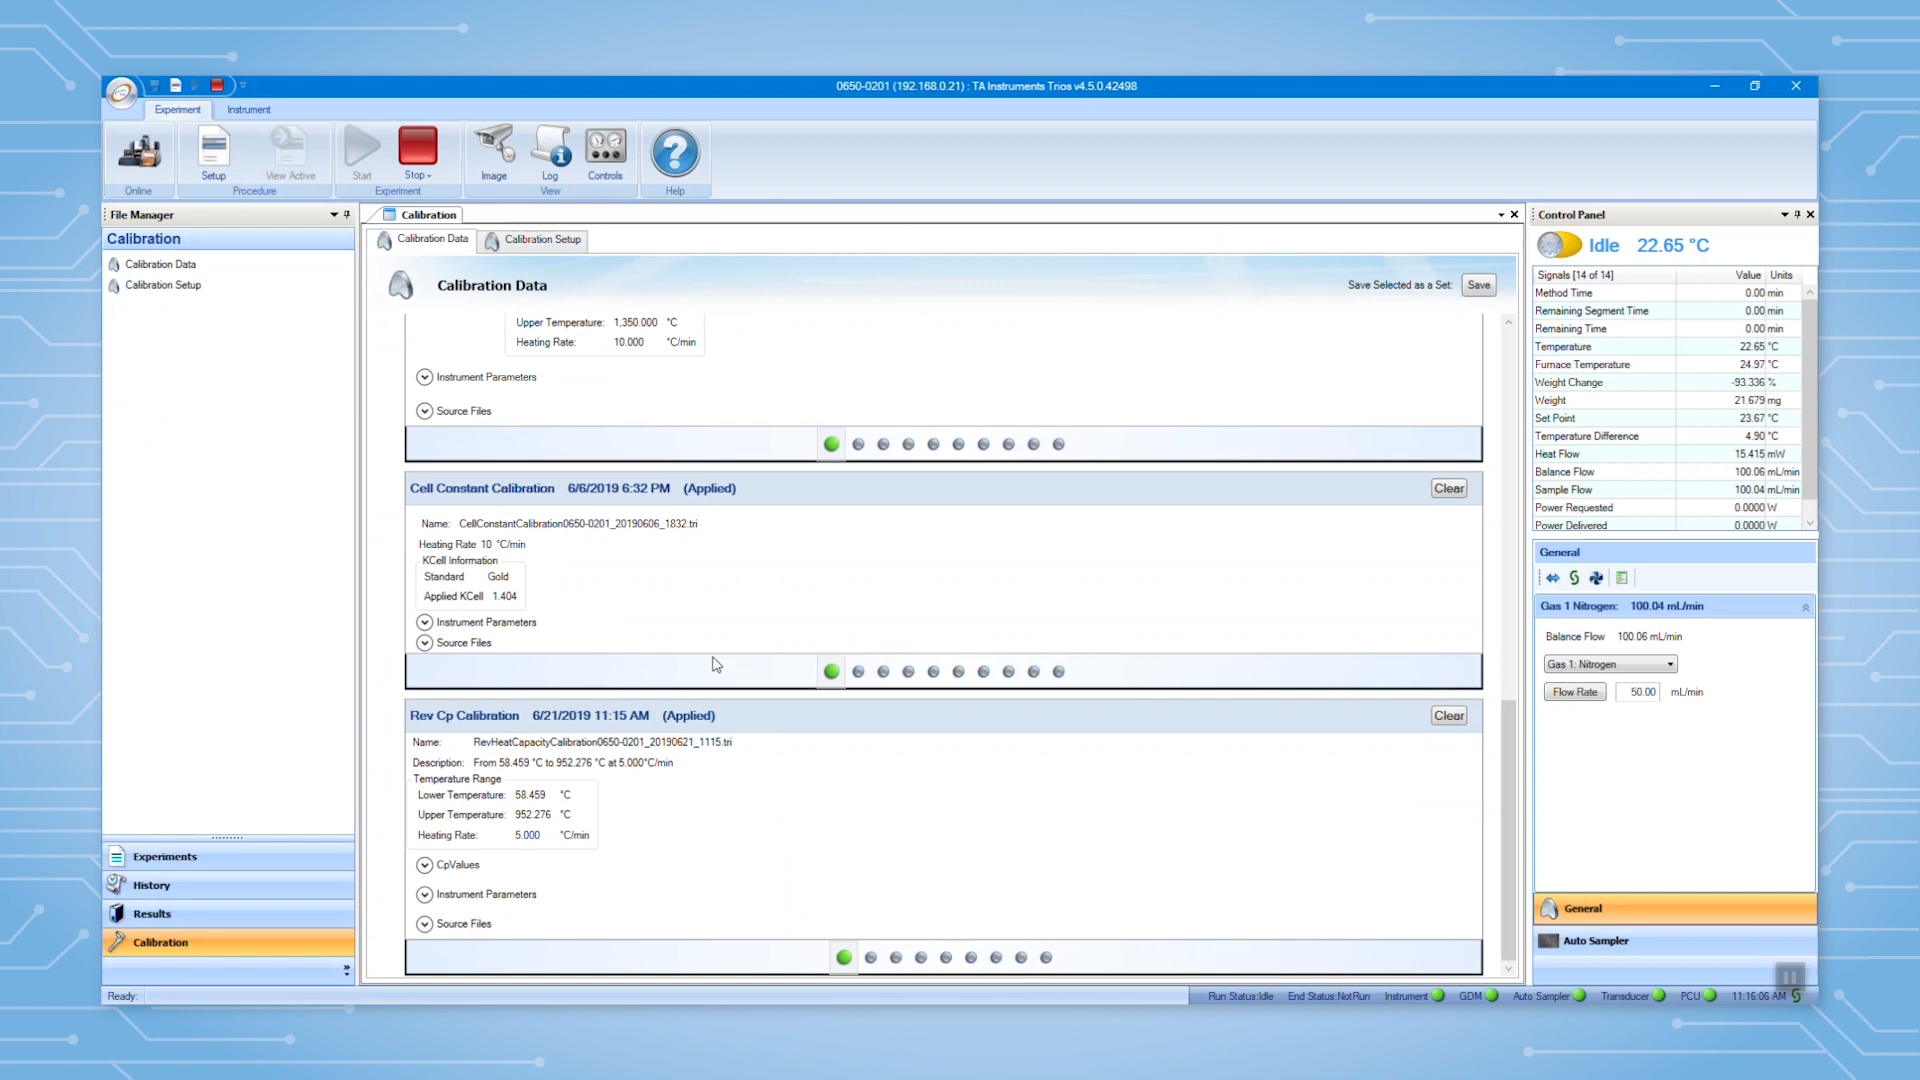 0650-0201 (192.168.0.21) : TA Instruments Trios v4.5.0.42498
Experiment Instrument
Setup View Active Start Stop Image Log Controls
Online Procedure Experiment View Help
File Manager
Calibration
Calibration Data
Calibration Setup
Experiments
History
Results
Calibration
Calibration
Calibration Data Calibration Setup
Calibration Data
Save Selected as a Set: Save
Upper Temperature: 1,350.000 °C
Heating Rate: 10.000 °C/min
Instrument Parameters
Source Files
Cell Constant Calibration 6/6/2019 6:32 PM (Applied) Clear
Name: CellConstantCalibration0650-0201_20190606_1832.tri
Heating Rate 10 °C/min
KCell Information
Standard Gold
Applied KCell 1.404
Instrument Parameters
Source Files
Rev Cp Calibration 6/21/2019 11:15 AM (Applied) Clear
Name: RevHeatCapacityCalibration0650-0201_20190621_1115.tri
Description: From 58.459 °C to 952.276 °C at 5.000°C/min
Temperature Range
Lower Temperature: 58.459 °C
Upper Temperature: 952.276 °C
Heating Rate: 5.000 °C/min
CpValues
Instrument Parameters
Source Files
Control Panel
Idle 22.65 °C
Signals [14 of 14] Value Units
Method Time 0.00 min
Remaining Segment Time 0.00 min
Remaining Time 0.00 min
Temperature 22.65 °C
Furnace Temperature 24.97 °C
Weight Change -93.336 %
Weight 21.679 mg
Set Point 23.67 °C
Temperature Difference 4.90 °C
Heat Flow 15.415 mW
Balance Flow 100.06 mL/min
Sample Flow 100.04 mL/min
Power Requested 0.0000 W
Power Delivered 0.0000 W
General
Gas 1 Nitrogen: 100.04 mL/min
Balance Flow 100.06 mL/min
Gas 1: Nitrogen
Flow Rate 50.00 mL/min
General
Auto Sampler
Ready: Run Status:Idle End Status:NotRun Instrument GDM Auto Sampler Transducer PCU 11:16:06 AM